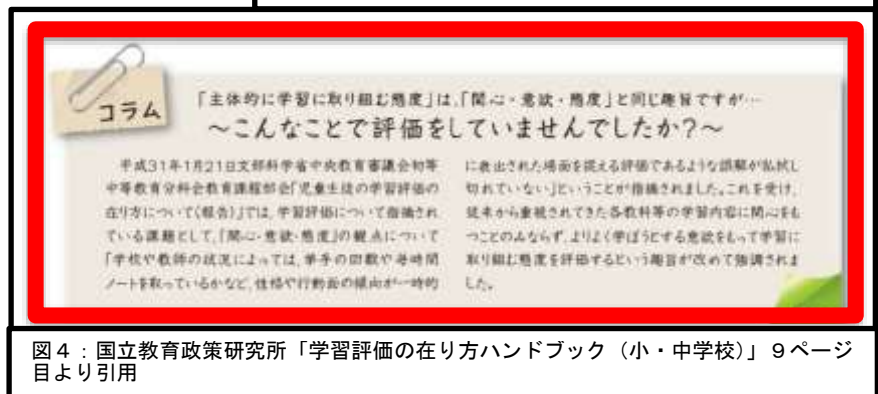 コラム
「主体的に学習に取り組む態度」は、「関心・意欲・態度」と同じ趣旨ですが…
～こんなことで評価をしていませんでしたか？～
平成31年1月21日文部科学省中央教育審議会初等
中等教育分科会教育課程部会「児童生徒の学習評価の
在り方について(報告)」では、学習評価について指摘され
ている課題として、「関心・意欲・態度」の観点について
「学校や教師の状況によっては、挙手の回数や毎時間
ノートを取っているかなど、性格や行動面の傾向が一時的
に表出された場面を捉える評価であるような誤解が払拭し
切れていない」ということが指摘されました。これを受け、
従来から重視されてきた各教科等の学習内容に関心をも
つことのみならず、よりよく学ぼうとする意欲をもって学習に
取り組む態度を評価するという趣旨が改めて強調されま
した。
図４：国立教育政策研究所「学習評価の在り方ハンドブック（小・中学校）」９ページ
目より引用